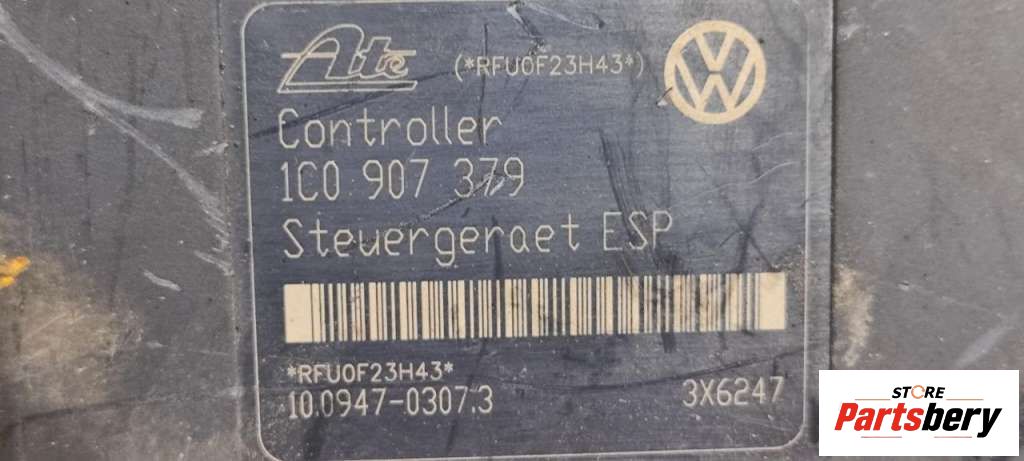 Ate (*RFU0F23H43*)
Controller
1C0 907 379
Steuergeraet ESP
*RFU0F23H43*
10.0947-0307.3 3X6247
STORE
Partsbery